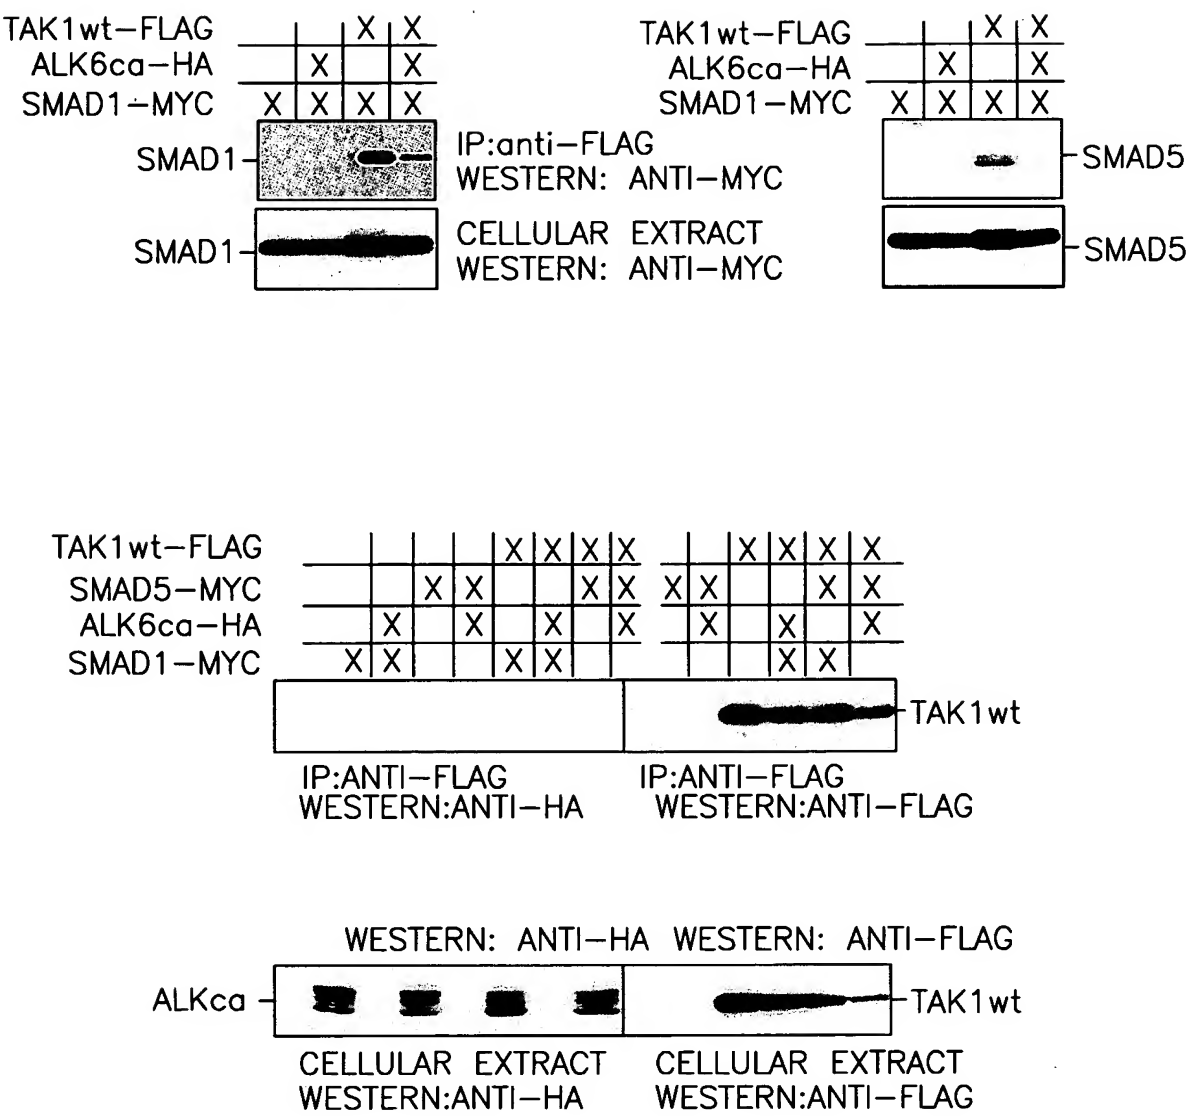 TAK1wt-FLAG X X
ALK6ca-HA X X
SMAD1-MYC X X X X
SMAD1
IP:anti-FLAG
WESTERN: ANTI-MYC
SMAD1
CELLULAR EXTRACT
WESTERN: ANTI-MYC
TAK1wt-FLAG X X
ALK6ca-HA X X
SMAD1-MYC X X X X
SMAD5
SMAD5
TAK1wt-FLAG X X X X X X X X
SMAD5-MYC X X X X X X X X
ALK6ca-HA X X X X X X X
SMAD1-MYC X X X X X X
TAK1wt
IP:ANTI-FLAG
WESTERN:ANTI-HA
IP:ANTI-FLAG
WESTERN:ANTI-FLAG
WESTERN: ANTI-HA WESTERN: ANTI-FLAG
ALKca
TAK1wt
CELLULAR EXTRACT
WESTERN:ANTI-HA
CELLULAR EXTRACT
WESTERN:ANTI-FLAG